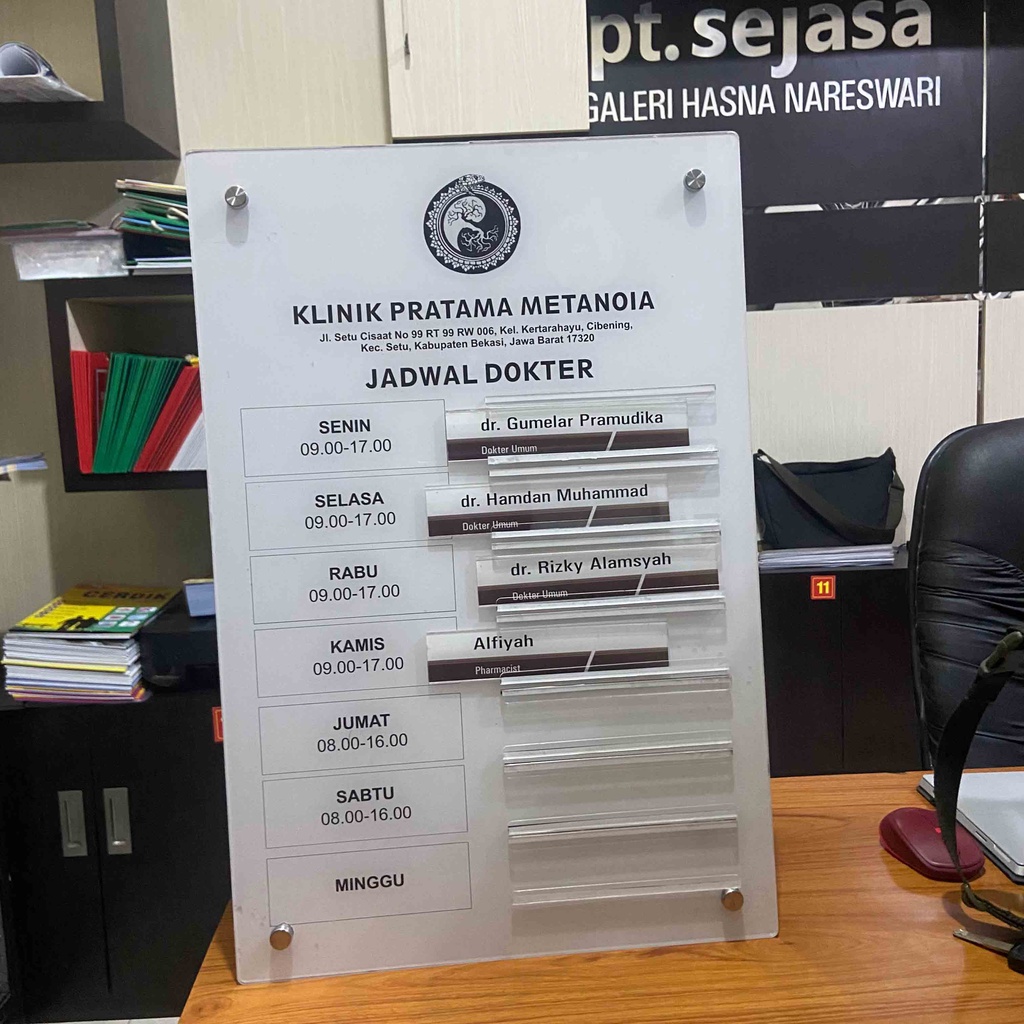 pt. sejasa
GALERI HASNA NARESWARI
KLINIK PRATAMA METANOIA
Jl. Setu Cisaat No 99 RT 99 RW 006, Kel. Kertarahayu, Cibening,
Kec. Setu, Kabupaten Bekasi, Jawa Barat 17320
JADWAL DOKTER
SENIN
09.00-17.00
dr. Gumelar Pramudika
Dokter Umum
SELASA
09.00-17.00
dr. Hamdan Muhammad
Dokter Umum
RABU
09.00-17.00
dr. Rizky Alamsyah
Dokter Umum
KAMIS
09.00-17.00
Alfiyah
Pharmacist
JUMAT
08.00-16.00
SABTU
08.00-16.00
MINGGU
11
CERDIK